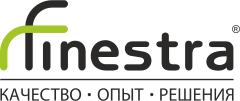 finestra®
КАЧЕСТВО • ОПЫТ • РЕШЕНИЯ